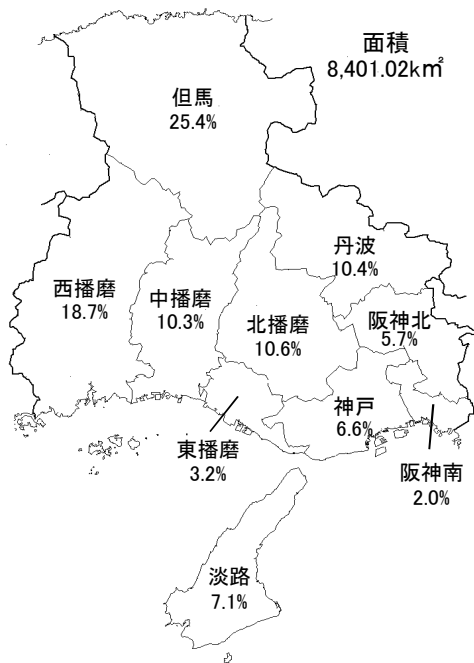 面積
8,401.02k㎡
但馬
25.4%
丹波
10.4%
西播磨
18.7%
中播磨
10.3%
北播磨
10.6%
阪神北
5.7%
神戸
6.6%
東播磨
3.2%
阪神南
2.0%
淡路
7.1%